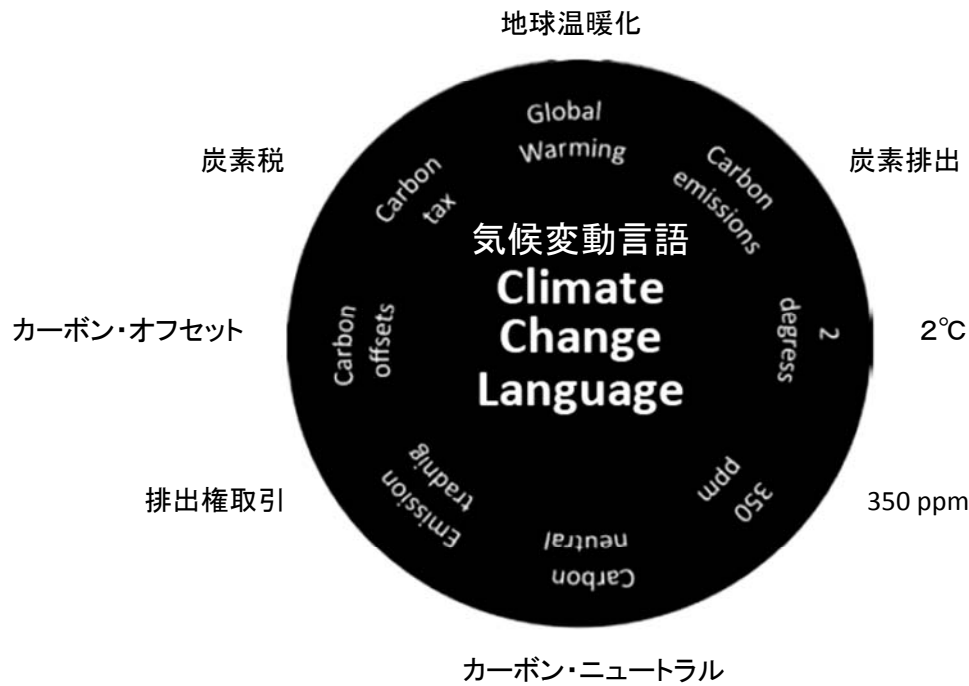 地球温暖化
Global
Warming
炭素税
Carbon
tax
Carbon
emissions
炭素排出
気候変動言語
Climate
Change
Language
カーボン・オフセット
Carbon
offsets
2
degress
2℃
排出権取引
Emission
tradnig
350
ppm
350 ppm
Carbon
neutral
カーボン・ニュートラル